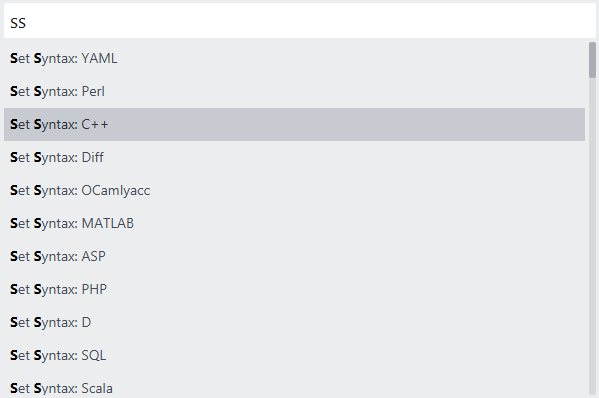 ss
Set Syntax: YAML
Set Syntax: Perl
Set Syntax: C++
Set Syntax: Diff
Set Syntax: OCamlyacc
Set Syntax: MATLAB
Set Syntax: ASP
Set Syntax: PHP
Set Syntax: D
Set Syntax: SQL
Set Syntax: Scala